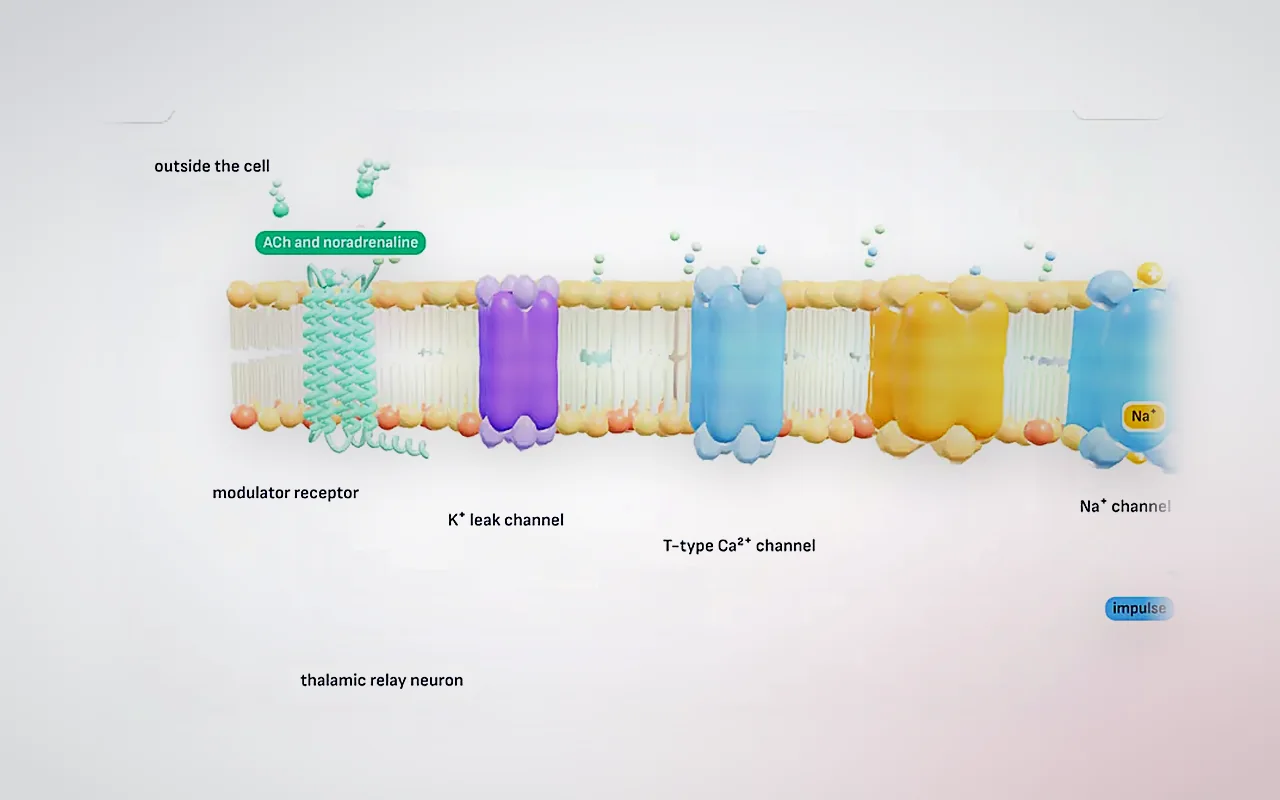 outside the cell
ACh and noradrenaline
Na⁺
modulator receptor
K⁺ leak channel
Na⁺ channel
T-type Ca²⁺ channel
impulse
thalamic relay neuron